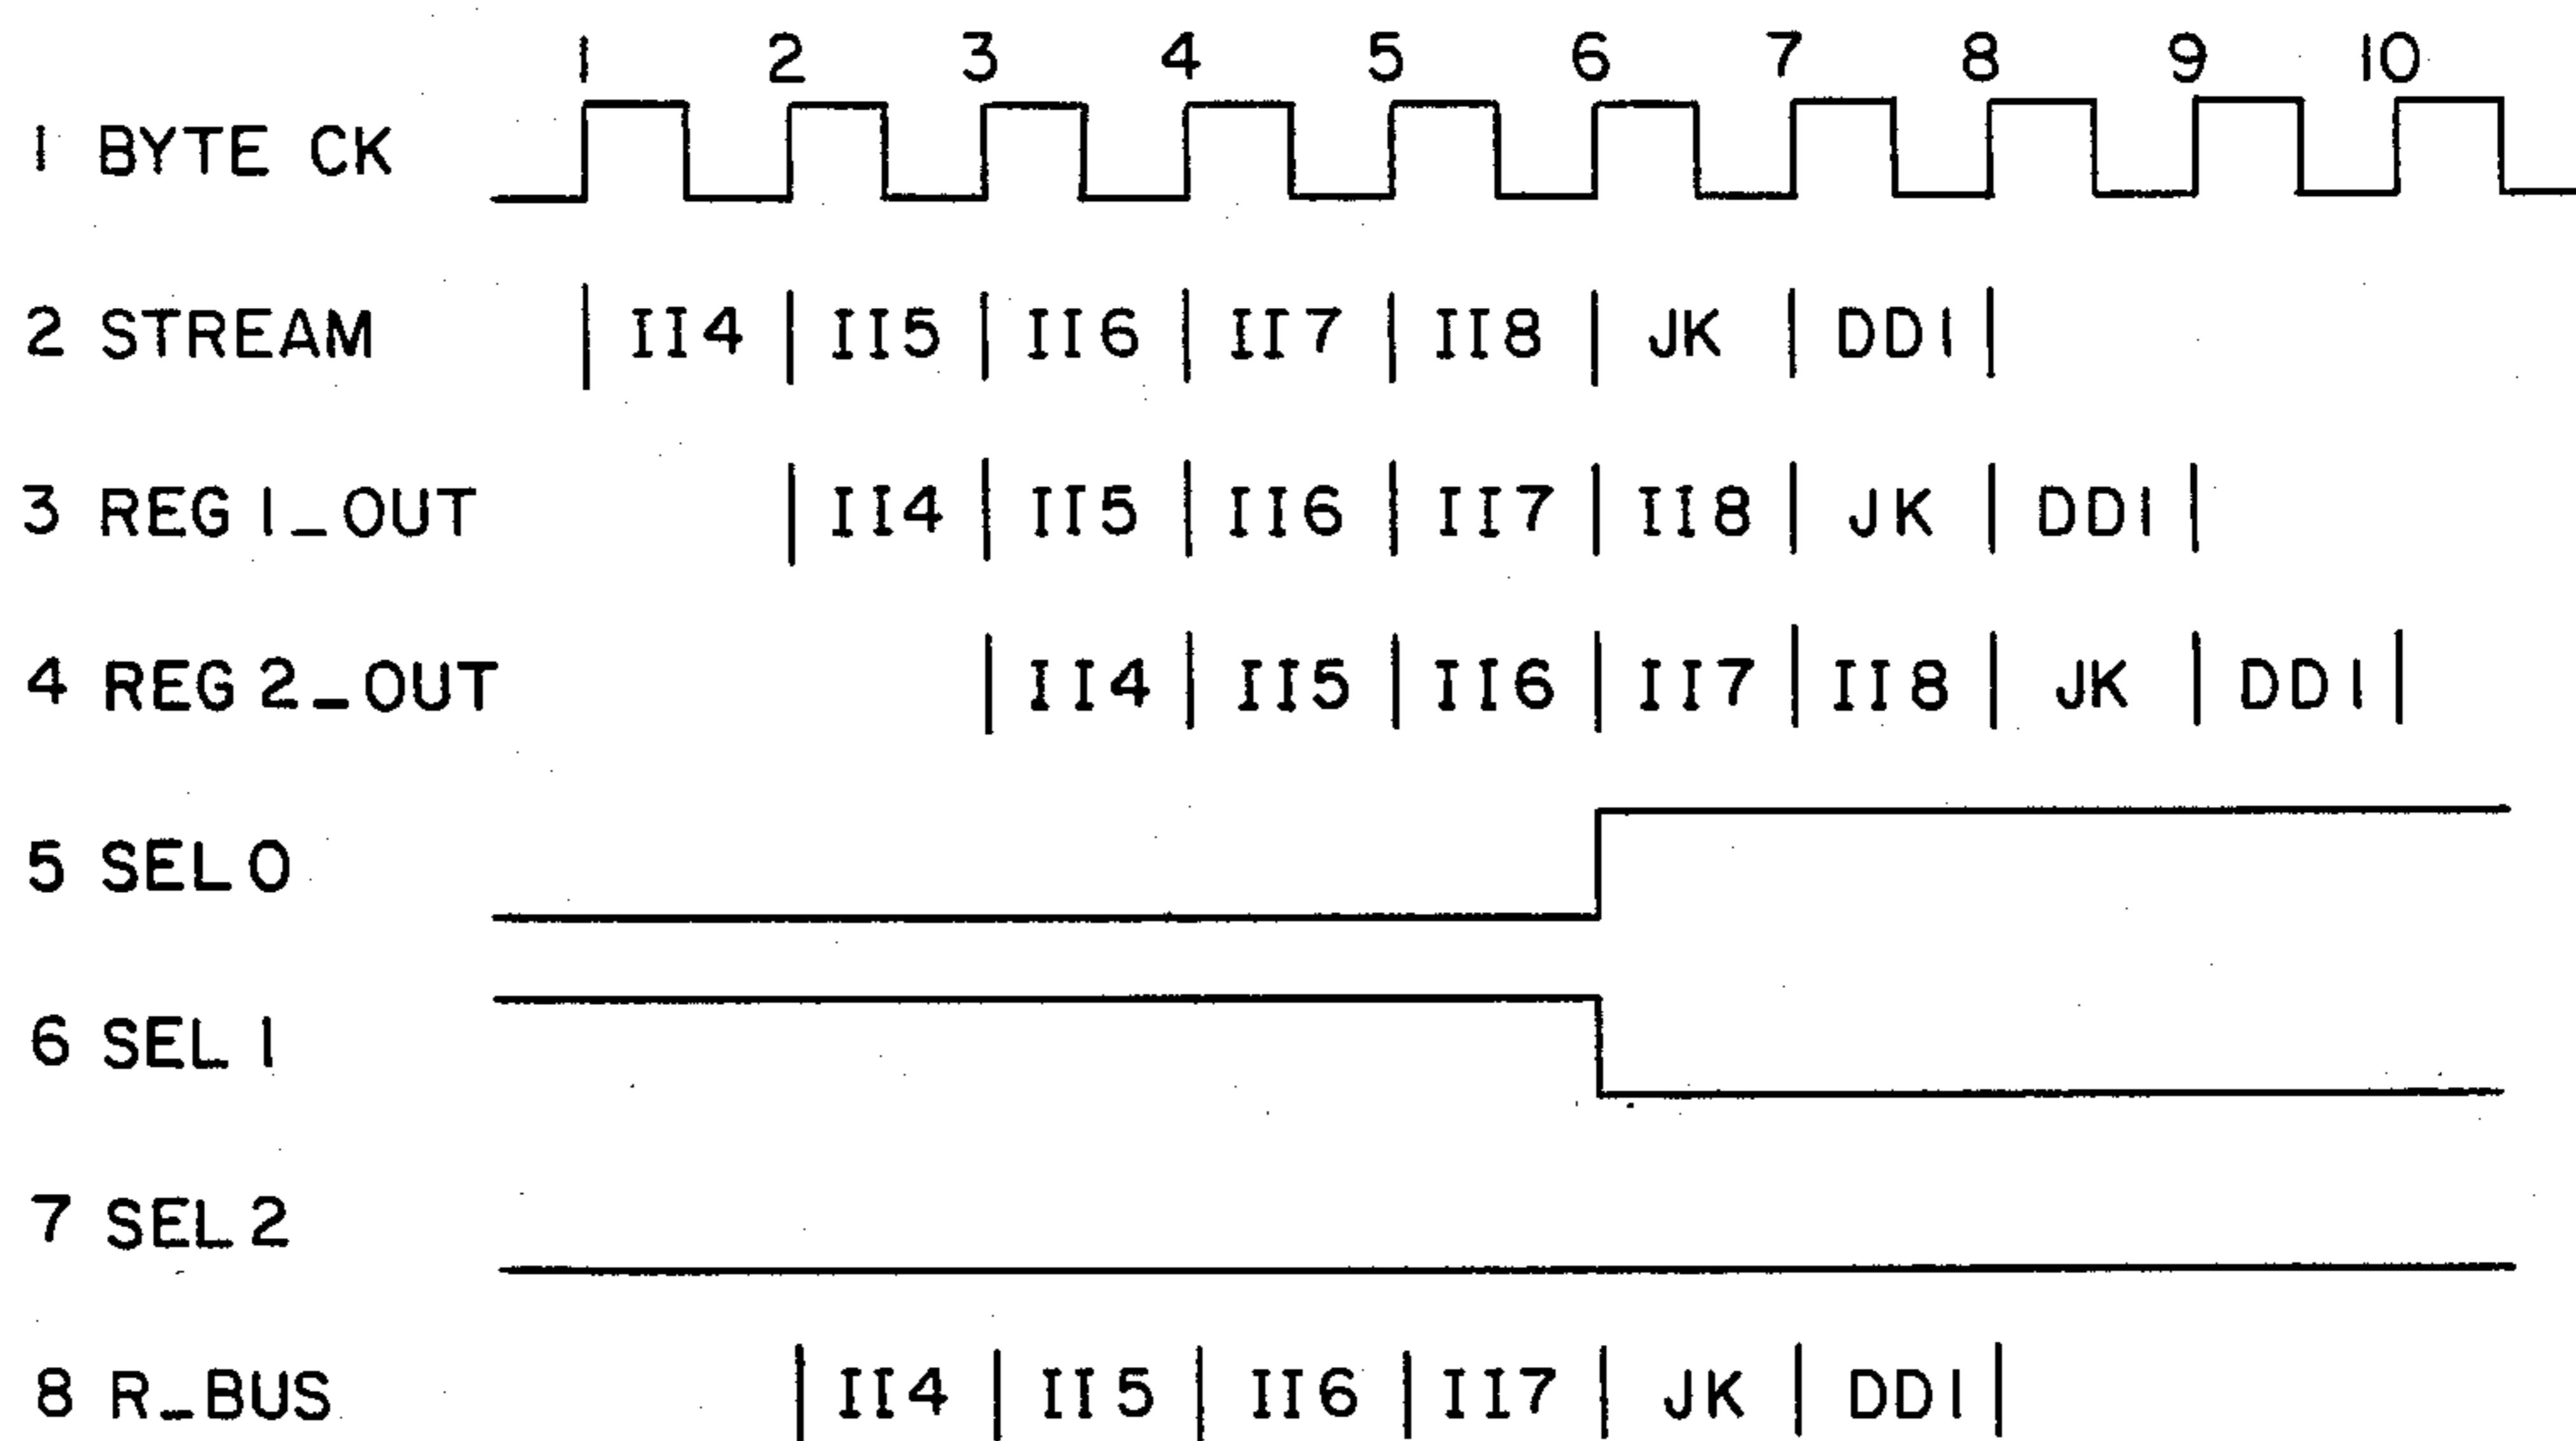 1 2 3 4 5 6 7 8 9 10
1 BYTE CK
2 STREAM II4 II5 II6 II7 II8 JK DD1
3 REG 1_OUT II4 II5 II6 II7 II8 JK DD1
4 REG 2_OUT II4 II5 II6 II7 II8 JK DD1
5 SEL 0
6 SEL 1
7 SEL 2
8 R_BUS II4 II5 II6 II7 JK DD1